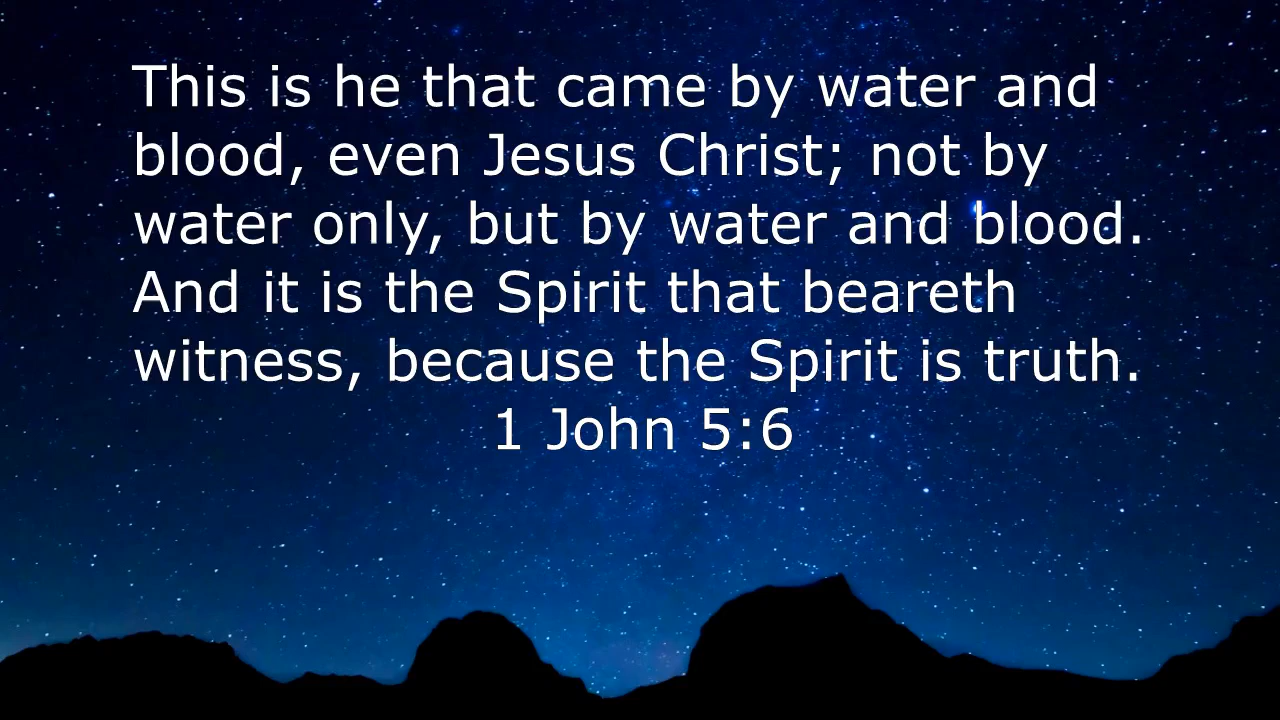 This is he that came by water and
blood, even Jesus Christ; not by
water only, but by water and blood.
And it is the Spirit that beareth
witness, because the Spirit is truth.
1 John 5:6